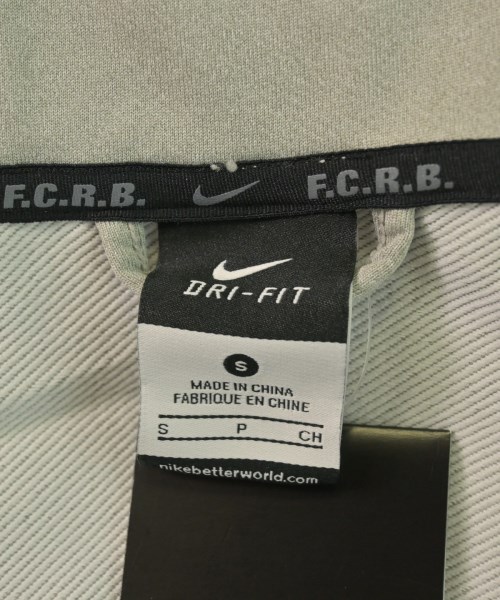 F.C.R.B. F.C.R.B.
DRI-FIT
S
MADE IN CHINA
FABRIQUE EN CHINE
S P CH
nikebetterworld.com